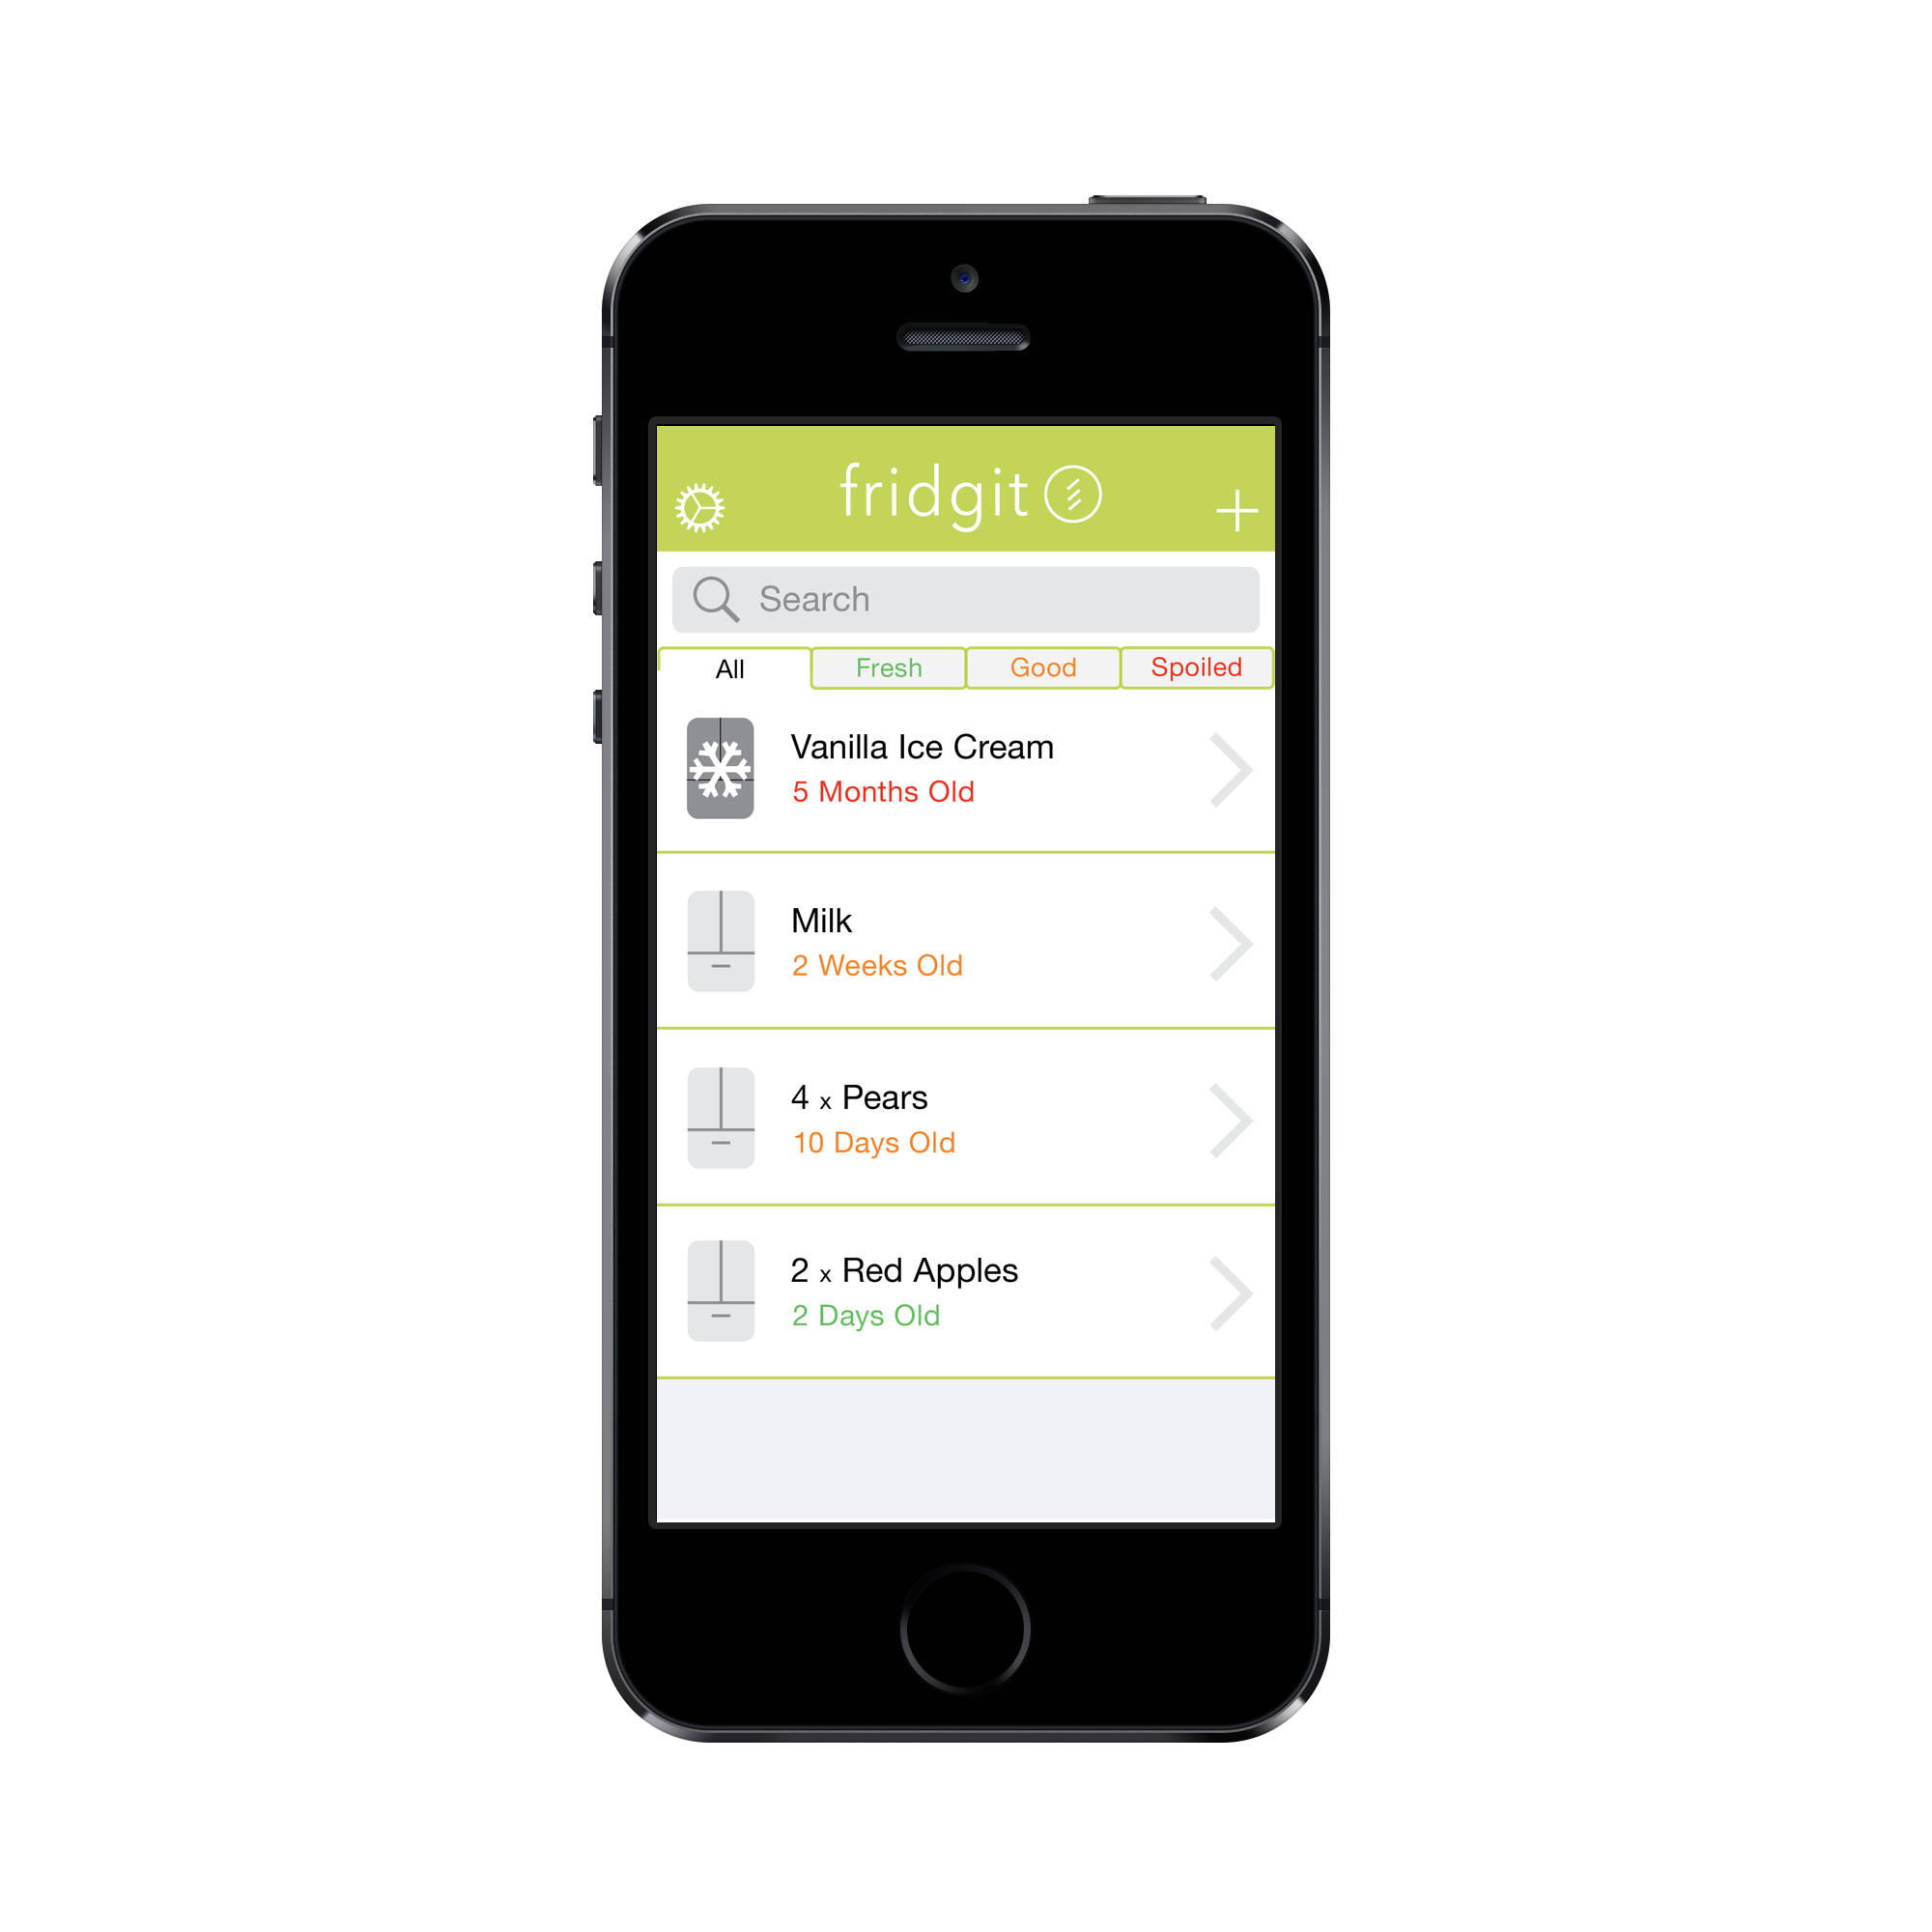 fridgit
Search
All Fresh Good Spoiled
Vanilla Ice Cream
5 Months Old
Milk
2 Weeks Old
4 x Pears
10 Days Old
2 x Red Apples
2 Days Old